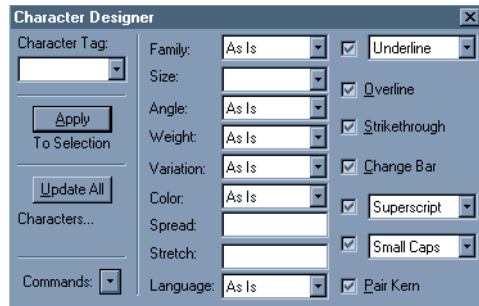 Character Designer
Character Tag:
Apply
To Selection
Update All
Characters...
Commands:
Family: As Is
Size:
Angle: As Is
Weight: As Is
Variation: As Is
Color: As Is
Spread:
Stretch:
Language: As Is
Underline
Overline
Strikethrough
Change Bar
Superscript
Small Caps
Pair Kern